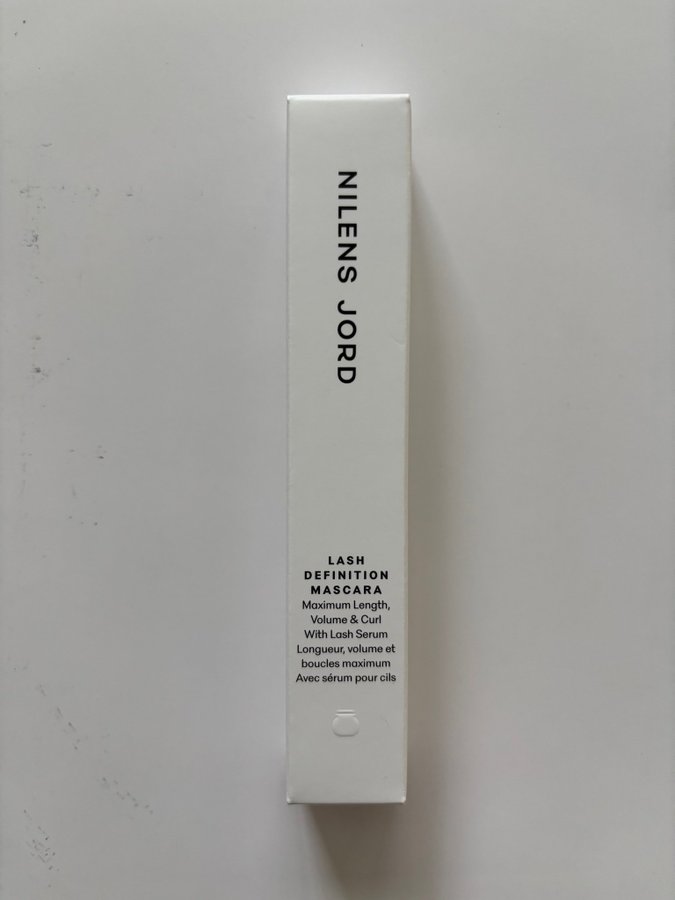 NILENS JORD
LASH
DEFINITION
MASCARA
Maximum Length,
Volume & Curl
With Lash Serum
Longueur, volume et
boucles maximum
Avec sérum pour cils